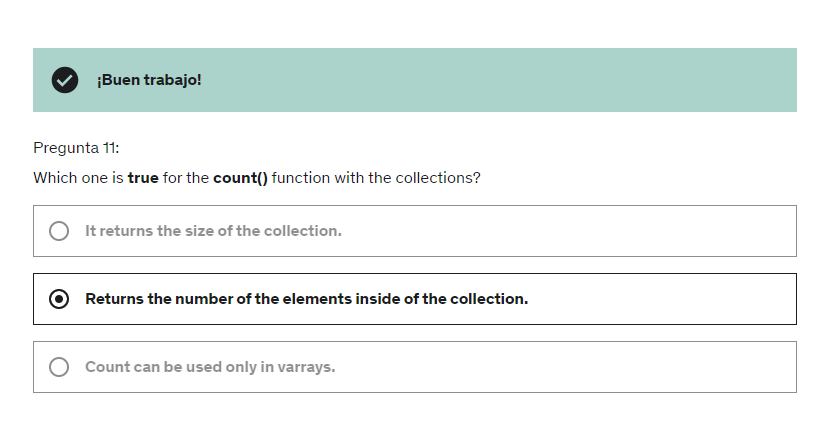 ¡Buen trabajo!
Pregunta 11:
Which one is true for the count() function with the collections?
It returns the size of the collection.
Returns the number of the elements inside of the collection.
Count can be used only in varrays.